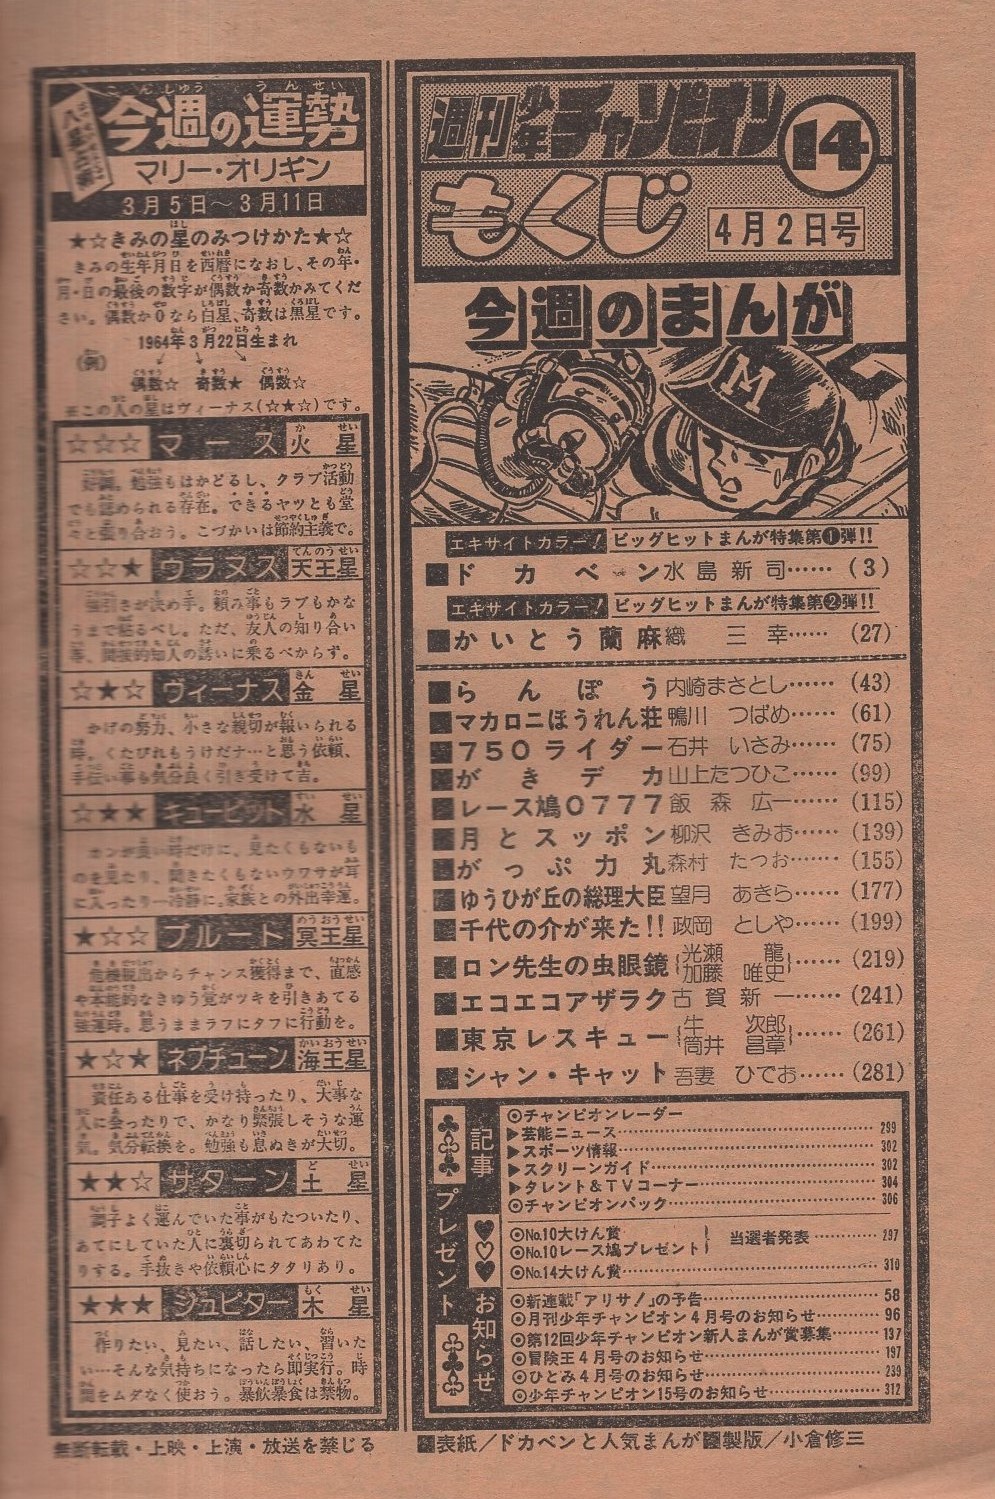 週刊少年チャンピオン 14
もくじ
4月2日号
今週のまんが
エキサイトカラー! ビッグヒットまんが特集第❶弾!!
■ドカベン 水島新司……(3)
エキサイトカラー! ビッグヒットまんが特集第❷弾!!
■かいとう蘭麻 織三幸……(27)
■らんぽう 内崎まさとし……(43)
■マカロニほうれん荘 鴨川つばめ……(61)
■750ライダー 石井いさみ……(75)
■がきデカ 山上たつひこ……(99)
■レース鳩0777 飯森広一……(115)
■月とスッポン 柳沢きみお……(139)
■がっぷ力丸 森村たつお……(155)
■ゆうひが丘の総理大臣 望月あきら……(177)
■千代の介が来た!! 政岡としや……(199)
■ロン先生の虫眼鏡 {光瀬龍 加藤唯史}……(219)
■エコエコアザラク 古賀新一……(241)
■東京レスキュー {牛次郎 筒井昌章}……(261)
■シャン・キャット 吾妻ひでお……(281)
♣♧♣記事 プレゼント ♥♡♥お知らせ ♧♣♧
◎チャンピオンレーダー
▶芸能ニュース……299
▶スポーツ情報……302
▶スクリーンガイド……302
▶タレント&TVコーナー……304
◎チャンピオンパック……306
◎No.10大けん賞
◎No.10レース鳩プレゼント} 当選者発表……297
◎No.14大けん賞……310
◎新連載「アリサ!」の予告……58
◎月刊少年チャンピオン4月号のお知らせ……96
◎第12回少年チャンピオン新人まんが賞募集……137
◎冒険王4月号のお知らせ……197
◎ひとみ4月号のお知らせ……239
◎少年チャンピオン15号のお知らせ……312
■表紙/ドカベンと人気まんが ■製版/小倉修三
八星占術
今週の運勢
マリー・オリギン
3月5日〜3月11日
★☆きみの星のみつけかた★☆
きみの生年月日を西暦になおし、その年・
月・日の最後の数字が偶数か奇数かみてくだ
さい。偶数か0なら白星、奇数は黒星です。
1964年3月22日生まれ
(例)
偶数☆ 奇数★ 偶数☆
※この人の星はヴィーナス(☆★☆)です。
☆☆☆ マース 火星
好調。勉強もはかどるし、クラブ活動
でも認められる存在。できるヤツとも堂
々と張り合おう。こづかいは節約主義で。
☆☆★ ウラヌス 天王星
強引さが決め手。頼み事もラブもかな
うまで粘るべし。ただ、友人の知り合い
等、間接的知人の誘いに乗るべからず。
☆★☆ ヴィーナス 金星
かげの努力、小さな親切が報いられる
時。くたびれもうけだナ…と思う依頼、
手伝い事も気分良く引き受けて吉。
☆★★ キューピット 水星
カンが良い時だけに、見たくもないも
のを見たり、聞きたくもないウワサが耳
に入ったり…冷静に。家族との外出幸運。
★☆☆ プルート 冥王星
危機脱出からチャンス獲得まで、直感
や本能的なきゅう覚がツキを引きあてる
強運時。思うままラフにタフに行動を。
★☆★ ネプチューン 海王星
責任ある仕事を受け持ったり、大事な
人に会ったりで、かなり緊張しそうな運
気。気分転換を。勉強も息ぬきが大切。
★★☆ サターン 土星
調子よく運んでいた事がもたついたり、
あてにしていた人に裏切られてあわてた
りする。手抜きや依頼心にタタリあり。
★★★ ジュピター 木星
作りたい、見たい、話したい、習いた
い…そんな気持ちになったら即実行。時
間をムダなく使おう。暴飲暴食は禁物。
無断転載・上映・上演・放送を禁じる